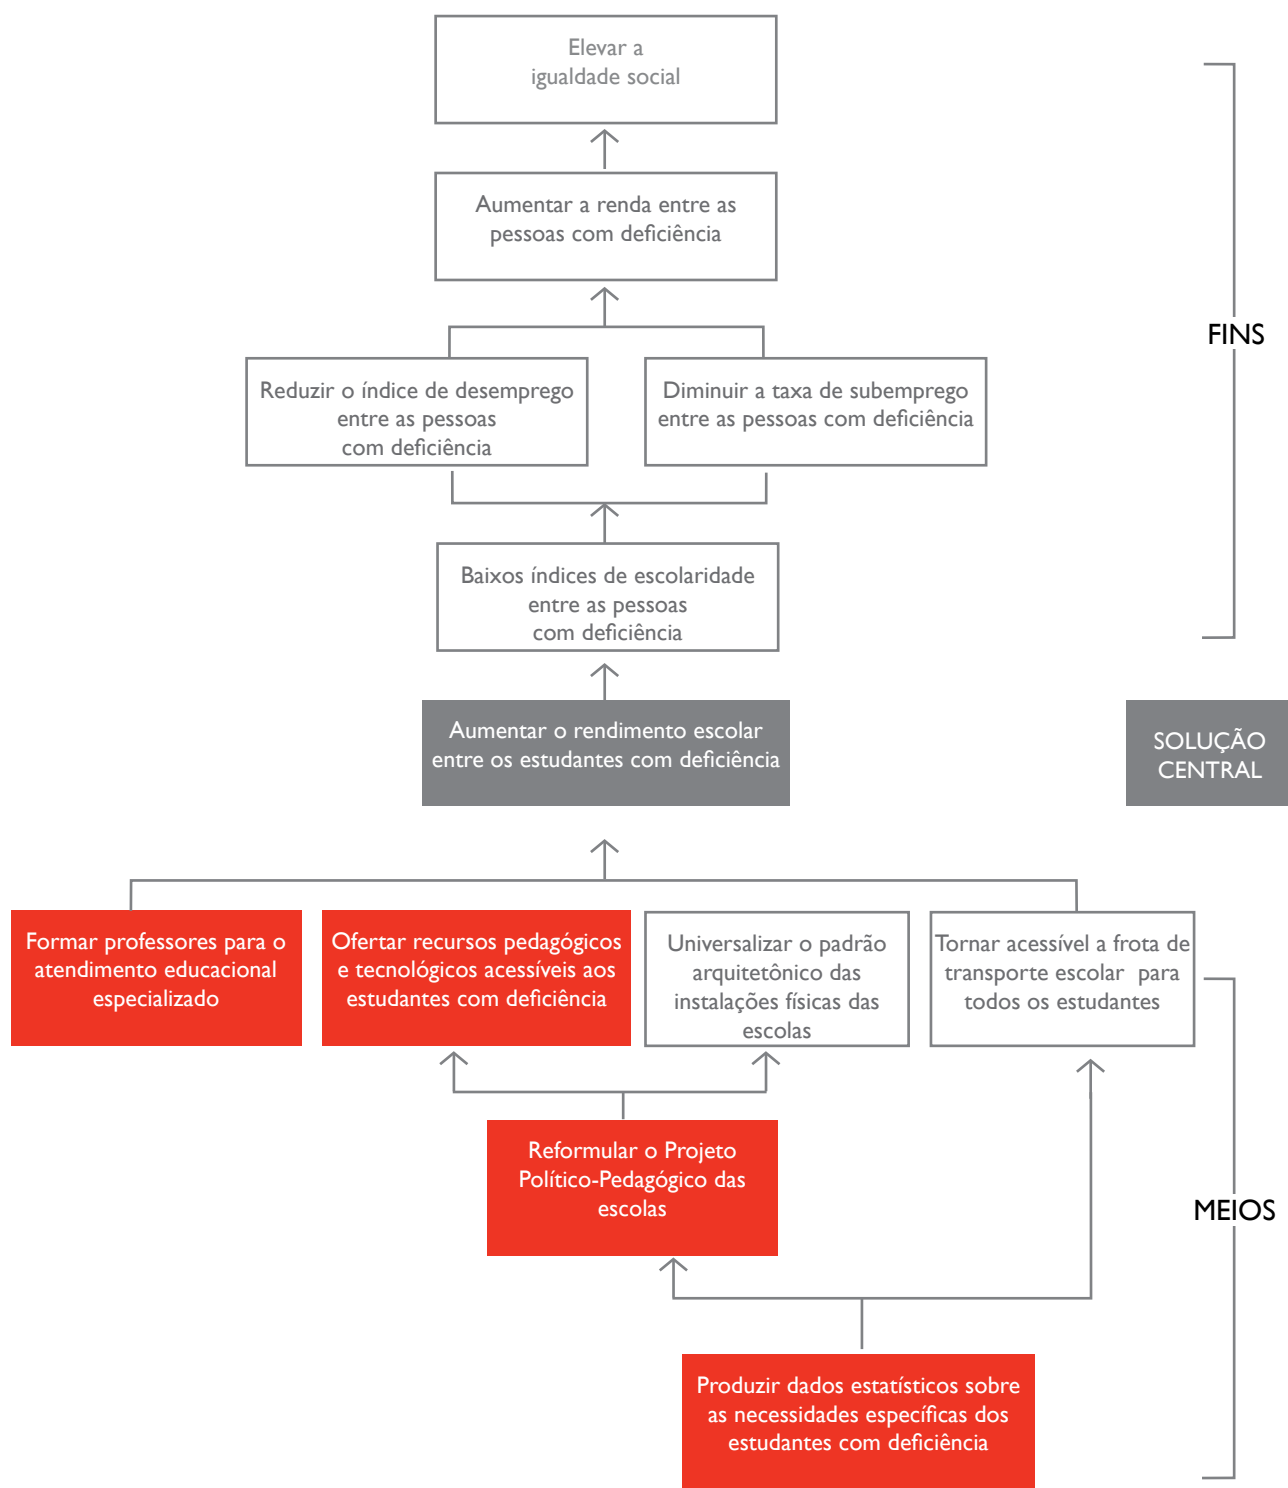 Elevar a
igualdade social
Aumentar a renda entre as
pessoas com deficiência
FINS
Reduzir o índice de desemprego
entre as pessoas
com deficiência
Diminuir a taxa de subemprego
entre as pessoas com deficiência
Baixos índices de escolaridade
entre as pessoas
com deficiência
Aumentar o rendimento escolar
entre os estudantes com deficiência
SOLUÇÃO
CENTRAL
Formar professores para o
atendimento educacional
especializado
Ofertar recursos pedagógicos
e tecnológicos acessíveis aos
estudantes com deficiência
Universalizar o padrão
arquitetônico das
instalações físicas das
escolas
Tornar acessível a frota de
transporte escolar para
todos os estudantes
Reformular o Projeto
Político-Pedagógico das
escolas
MEIOS
Produzir dados estatísticos sobre
as necessidades específicas dos
estudantes com deficiência